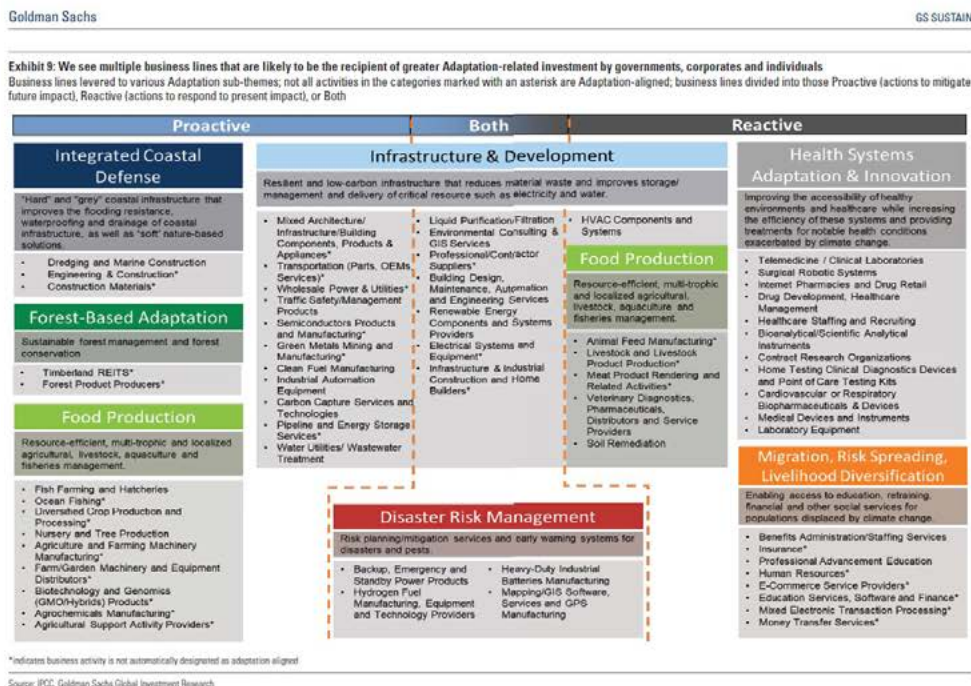 Goldman Sachs
GS SUSTAIN
Exhibit 9: We see multiple business lines that are likely to be the recipient of greater Adaptation-related investment by governments, corporates and individuals
Business lines levered to various Adaptation sub-themes; not all activities in the categories marked with an asterisk are Adaptation-aligned; business lines divided into those Proactive (actions to mitigate
future impact), Reactive (actions to respond to present impact), or Both
Proactive
Both
Reactive
Integrated Coastal
Defense
"Hard" and "grey" coastal infrastructure that
improves the flooding resistance,
waterproofing and drainage of coastal
infrastructure, as well as "soft" nature-based
solutions.
• Dredging and Marine Construction
• Engineering & Construction*
• Construction Materials*
Forest-Based Adaptation
Sustainable forest management and forest
conservation
• Timberland REITS*
• Forest Product Producers*
Food Production
Resource-efficient, multi-trophic and localized
agricultural, livestock, aquaculture and
fisheries management.
• Fish Farming and Hatcheries
• Ocean Fishing*
• Diversified Crop Production and
Processing*
• Nursery and Tree Production
• Agriculture and Farming Machinery
Manufacturing*
• Farm/Garden Machinery and Equipment
Distributors*
• Biotechnology and Genomics
(GMO/Hybrids) Products*
• Agrochemicals Manufacturing*
• Agricultural Support Activity Providers*
Infrastructure & Development
Resilient and low-carbon infrastructure that reduces material waste and improves storage/
management and delivery of critical resource such as electricity and water.
• Mixed Architecture/
Infrastructure/Building
Components, Products &
Appliances*
• Transportation (Parts, OEMs,
Services)*
• Wholesale Power & Utilities*
• Traffic Safety/Management
Products
• Semiconductors Products
and Manufacturing*
• Green Metals Mining and
Manufacturing*
• Clean Fuel Manufacturing
• Industrial Automation
Equipment
• Carbon Capture Services and
Technologies
• Pipeline and Energy Storage
Services*
• Water Utilities/ Wastewater
Treatment
• Liquid Purification/Filtration
• Environmental Consulting &
GIS Services
• Professional/Contractor
Suppliers*
• Building Design,
Maintenance, Automation
and Engineering Services
• Renewable Energy
Components and Systems
Providers
• Electrical Systems and
Equipment*
• Infrastructure & Industrial
Construction and Home
Builders*
• HVAC Components and
Systems
Food Production
Resource-efficient, multi-trophic
and localized agricultural,
livestock, aquaculture and
fisheries management.
• Animal Feed Manufacturing*
• Livestock and Livestock
Product Production*
• Meat Product Rendering and
Related Activities*
• Veterinary Diagnostics,
Pharmaceuticals,
Distributors and Service
Providers
• Soil Remediation
Disaster Risk Management
Risk planning/mitigation services and early warning systems for
disasters and pests.
• Backup, Emergency and
Standby Power Products
• Hydrogen Fuel
Manufacturing, Equipment
and Technology Providers
• Heavy-Duty Industrial
Batteries Manufacturing
• Mapping/GIS Software,
Services and GPS
Manufacturing
Health Systems
Adaptation & Innovation
Improving the accessibility of healthy
environments and healthcare while increasing
the efficiency of these systems and providing
treatments for notable health conditions
exacerbated by climate change.
• Telemedicine / Clinical Laboratories
• Surgical Robotic Systems
• Internet Pharmacies and Drug Retail
• Drug Development, Healthcare
Management
• Healthcare Staffing and Recruiting
• Bioanalytical/Scientific Analytical
Instruments
• Contract Research Organizations
• Home Testing Clinical Diagnostics Devices
and Point of Care Testing Kits
• Cardiovascular or Respiratory
Biopharmaceuticals & Devices
• Medical Devices and Instruments
• Laboratory Equipment
Migration, Risk Spreading,
Livelihood Diversification
Enabling access to education, retraining,
financial and other social services for
populations displaced by climate change.
• Benefits Administration/Staffing Services
• Insurance*
• Professional Advancement Education
• Human Resources*
• E-Commerce Service Providers*
• Education Services, Software and Finance*
• Mixed Electronic Transaction Processing*
• Money Transfer Services*
*indicates business activity is not automatically designated as adaptation aligned
Source: IPCC, Goldman Sachs Global Investment Research